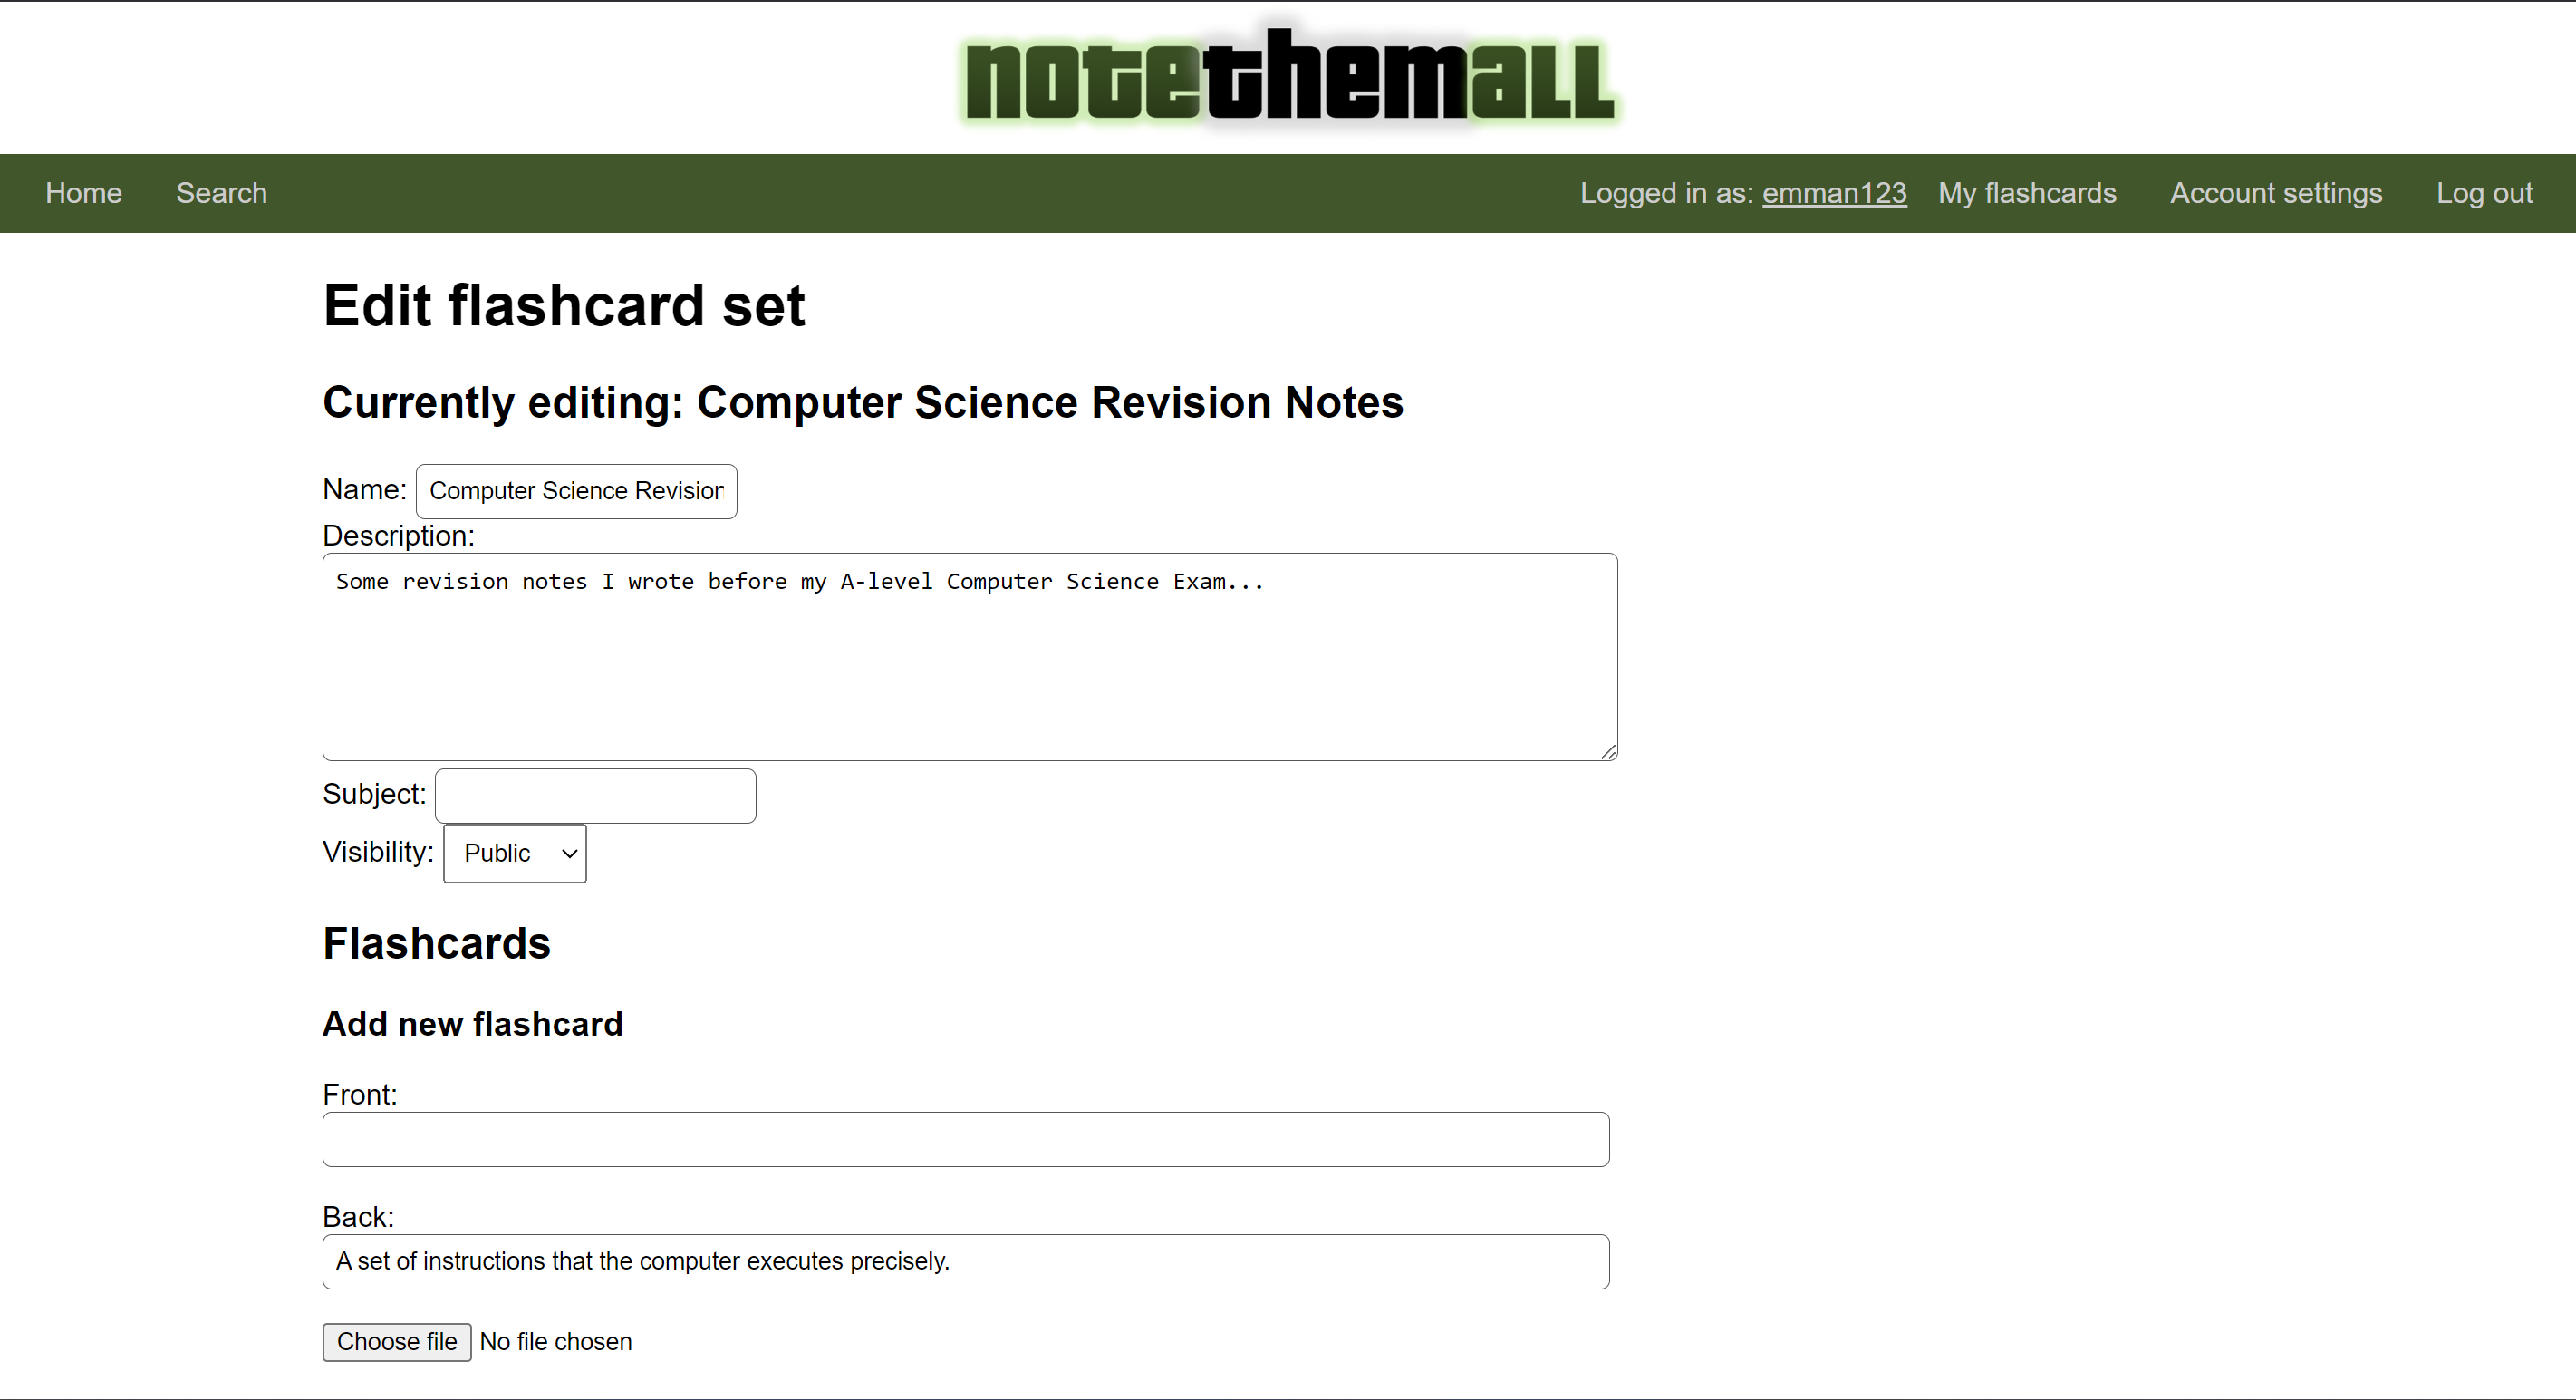 notethemall
Home Search Logged in as: emman123 My flashcards Account settings Log out
Edit flashcard set
Currently editing: Computer Science Revision Notes
Name: Computer Science Revision
Description:
Some revision notes I wrote before my A-level Computer Science Exam...
Subject:
Visibility: Public
Flashcards
Add new flashcard
Front:
Back:
A set of instructions that the computer executes precisely.
Choose file No file chosen